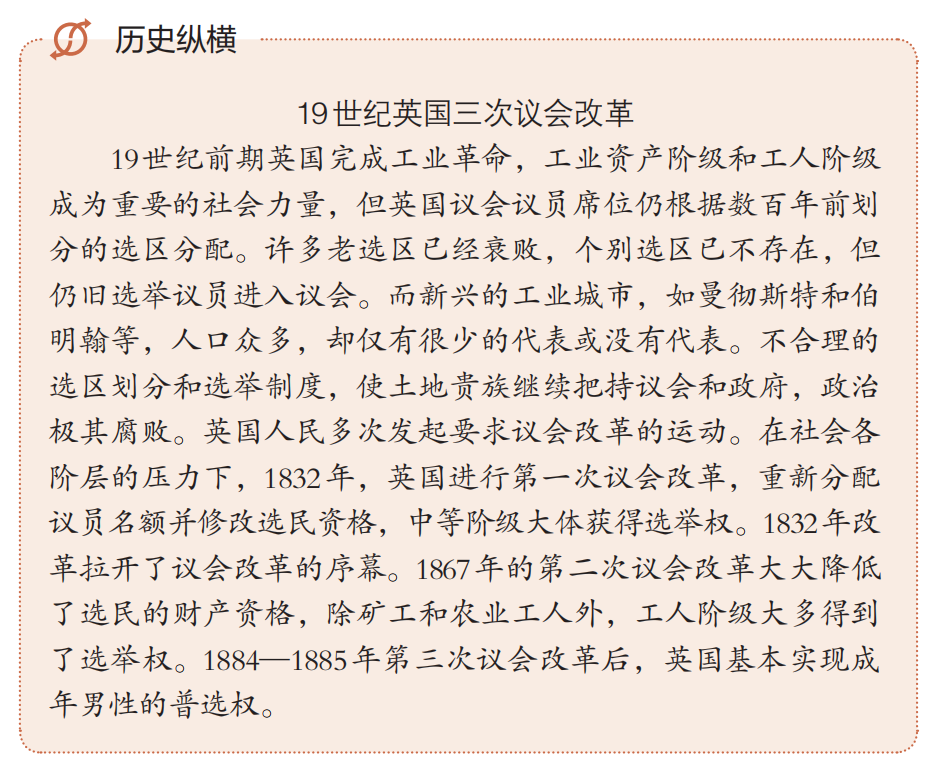 历史纵横
19世纪英国三次议会改革
19世纪前期英国完成工业革命，工业资产阶级和工人阶级
成为重要的社会力量，但英国议会议员席位仍根据数百年前划
分的选区分配。许多老选区已经衰败，个别选区已不存在，但
仍旧选举议员进入议会。而新兴的工业城市，如曼彻斯特和伯
明翰等，人口众多，却仅有很少的代表或没有代表。不合理的
选区划分和选举制度，使土地贵族继续把持议会和政府，政治
极其腐败。英国人民多次发起要求议会改革的运动。在社会各
阶层的压力下，1832年，英国进行第一次议会改革，重新分配
议员名额并修改选民资格，中等阶级大体获得选举权。1832年改
革拉开了议会改革的序幕。1867年的第二次议会改革大大降低
了选民的财产资格，除矿工和农业工人外，工人阶级大多得到
了选举权。1884—1885年第三次议会改革后，英国基本实现成
年男性的普选权。